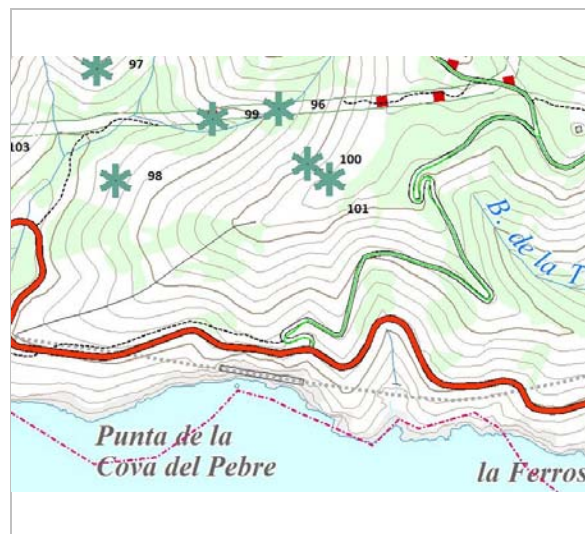 97
99
96
103
98
100
101
B. de la T
Punta de la
Cova del Pebre
la Ferros